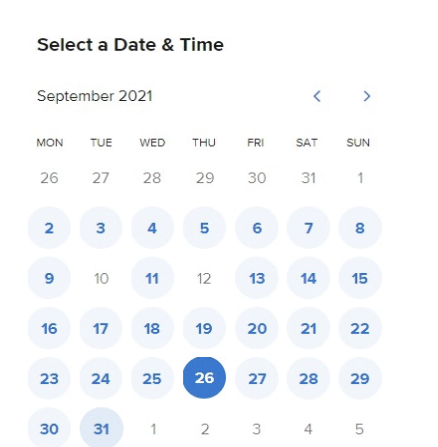 Select a Date & Time
September 2021
MON TUE WED THU FRI SAT SUN
26 27 28 29 30 31 1
2 3 4 5 6 7 8
9 10 11 12 13 14 15
16 17 18 19 20 21 22
23 24 25 26 27 28 29
30 31 1 2 3 4 5